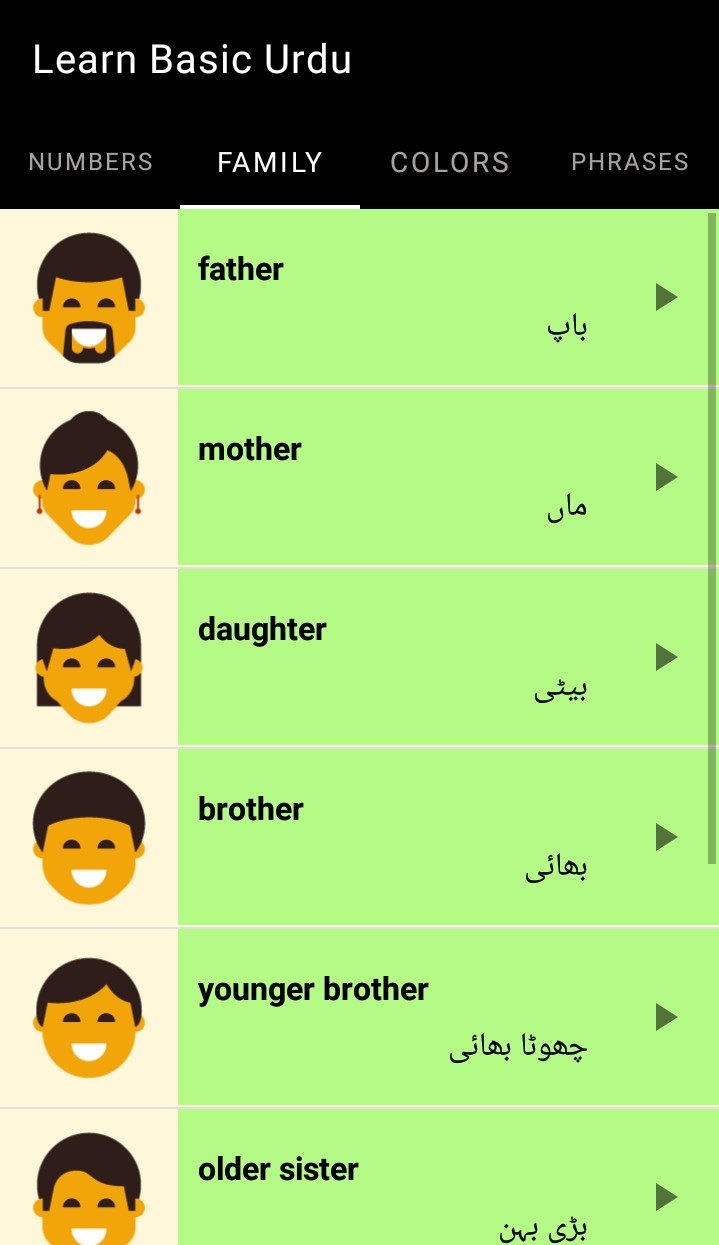 Learn Basic Urdu
NUMBERS FAMILY COLORS PHRASES
father
باپ
mother
ماں
daughter
بیٹی
brother
بھائی
younger brother
چھوٹا بھائی
older sister
بڑی بہن